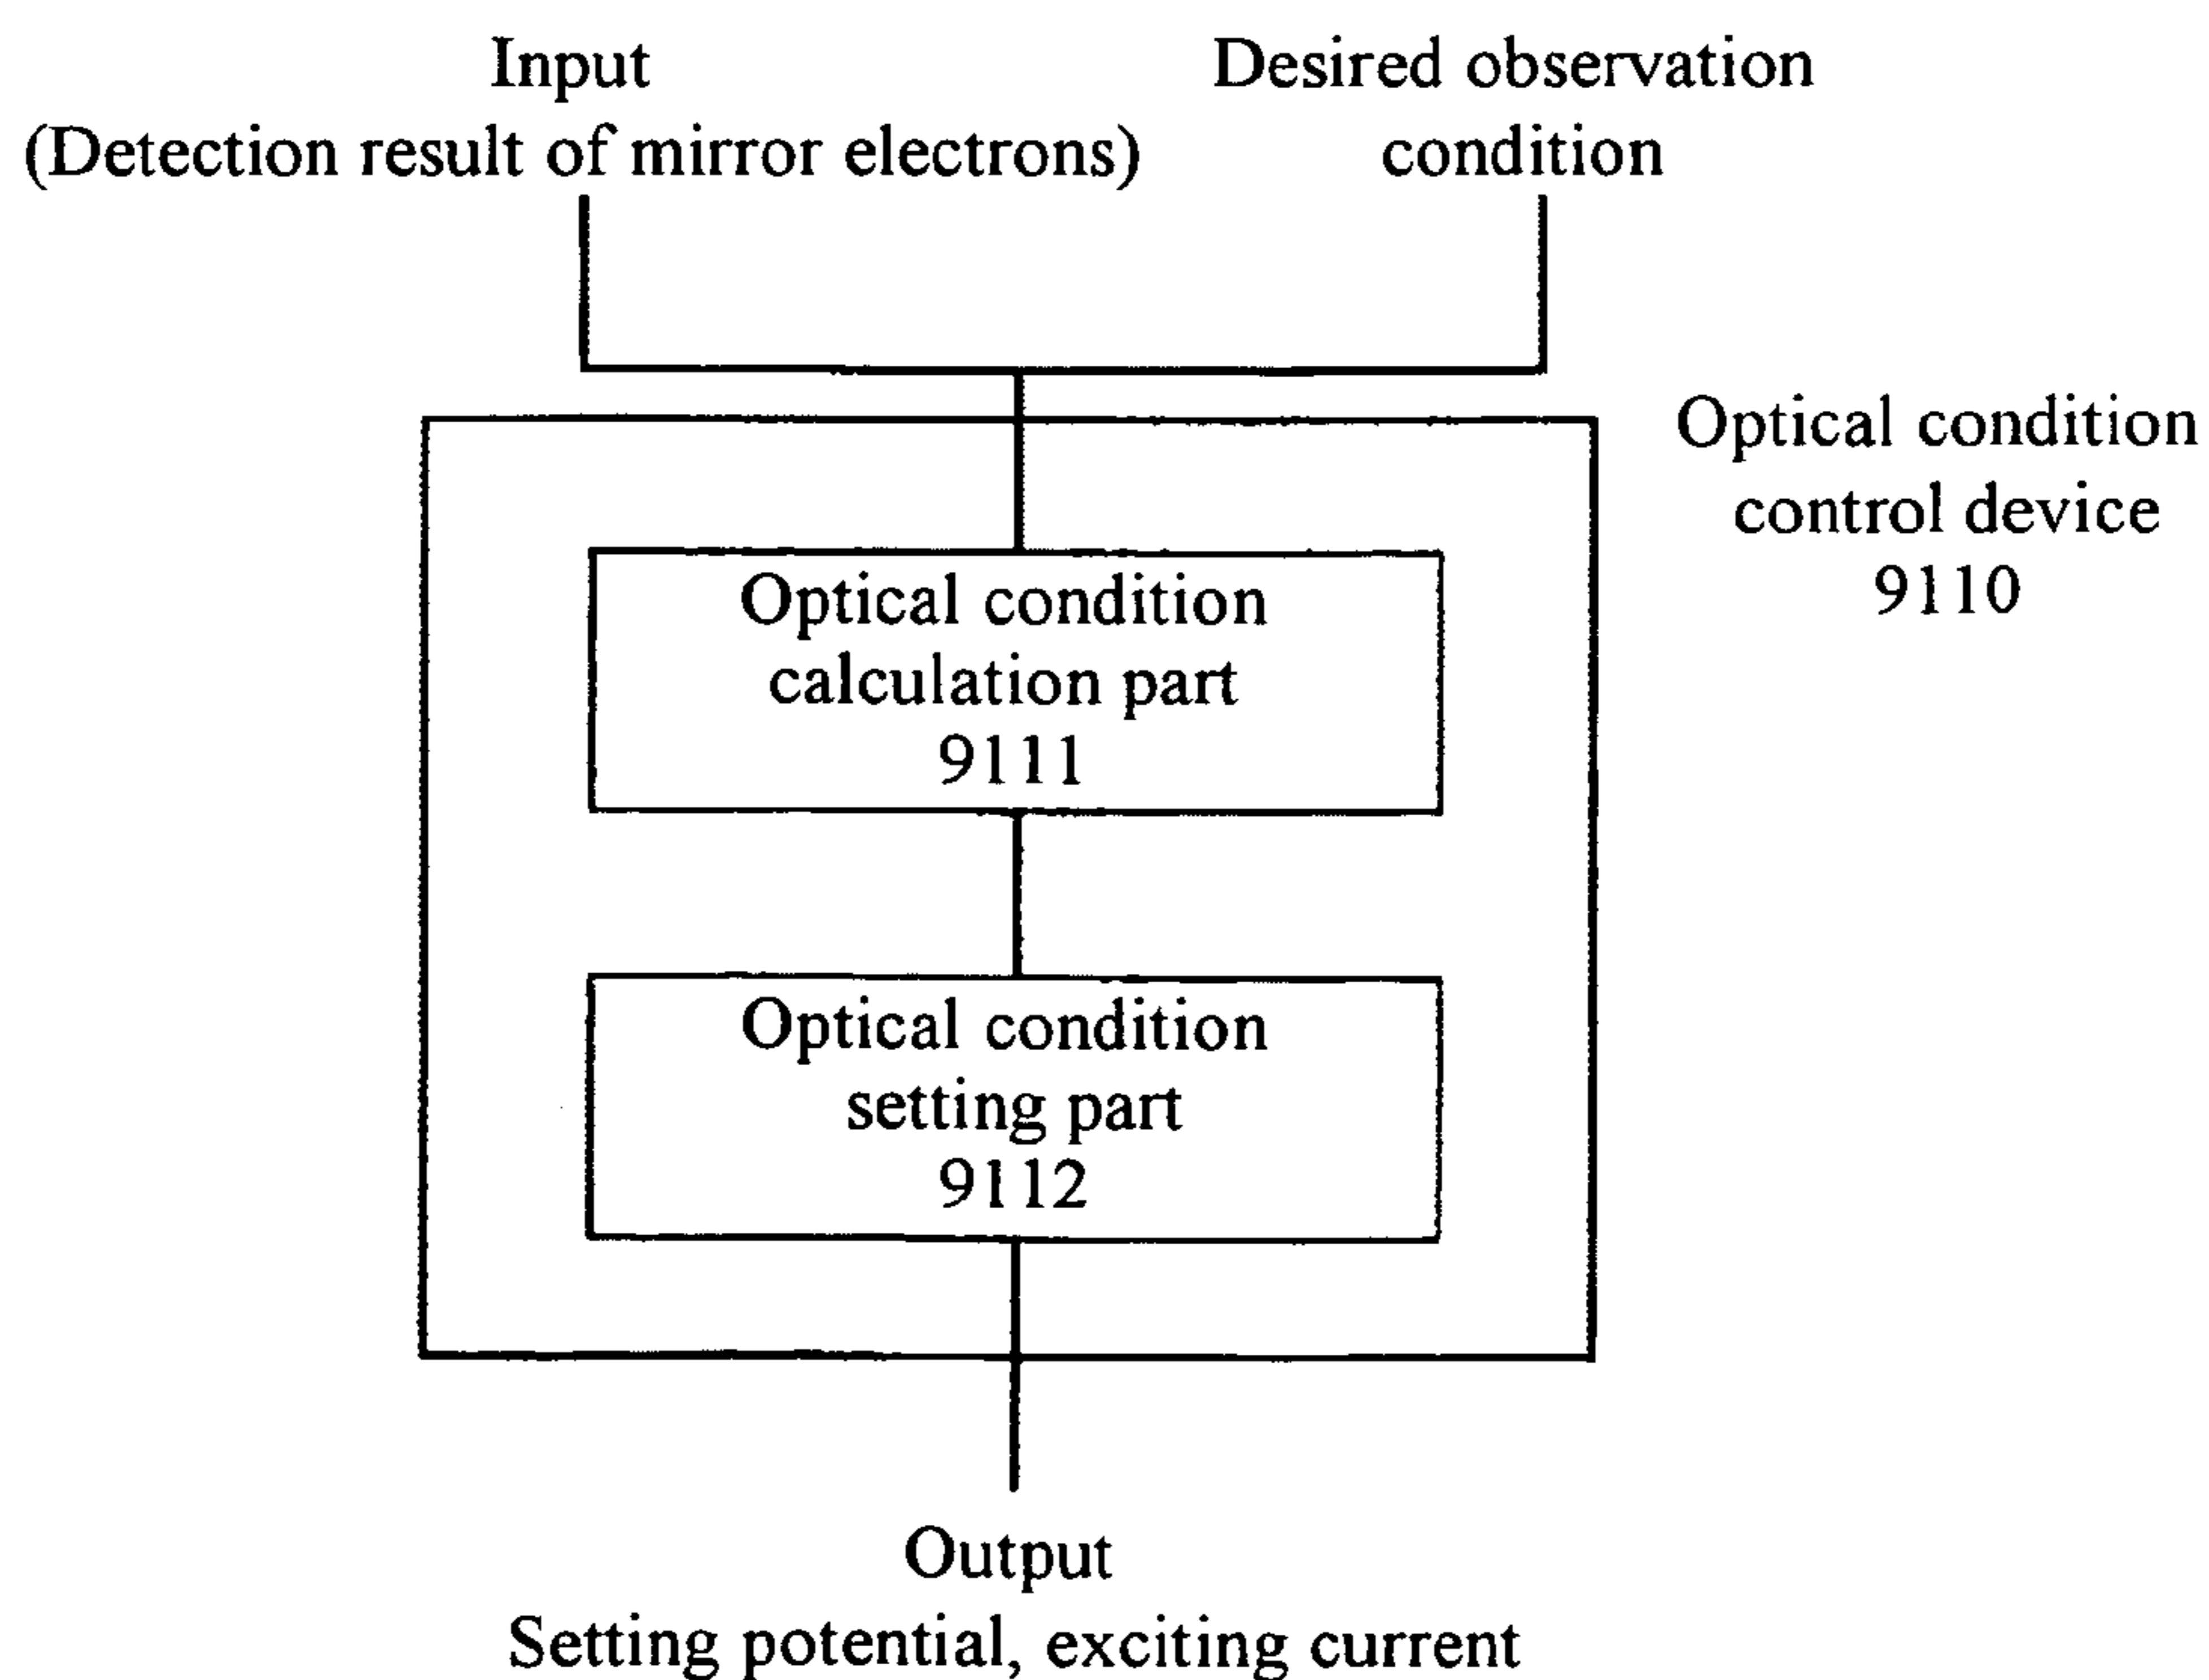 Input
(Detection result of mirror electrons)
Desired observation
condition
Optical condition
control device
9110
Optical condition
calculation part
9111
Optical condition
setting part
9112
Output
Setting potential, exciting current